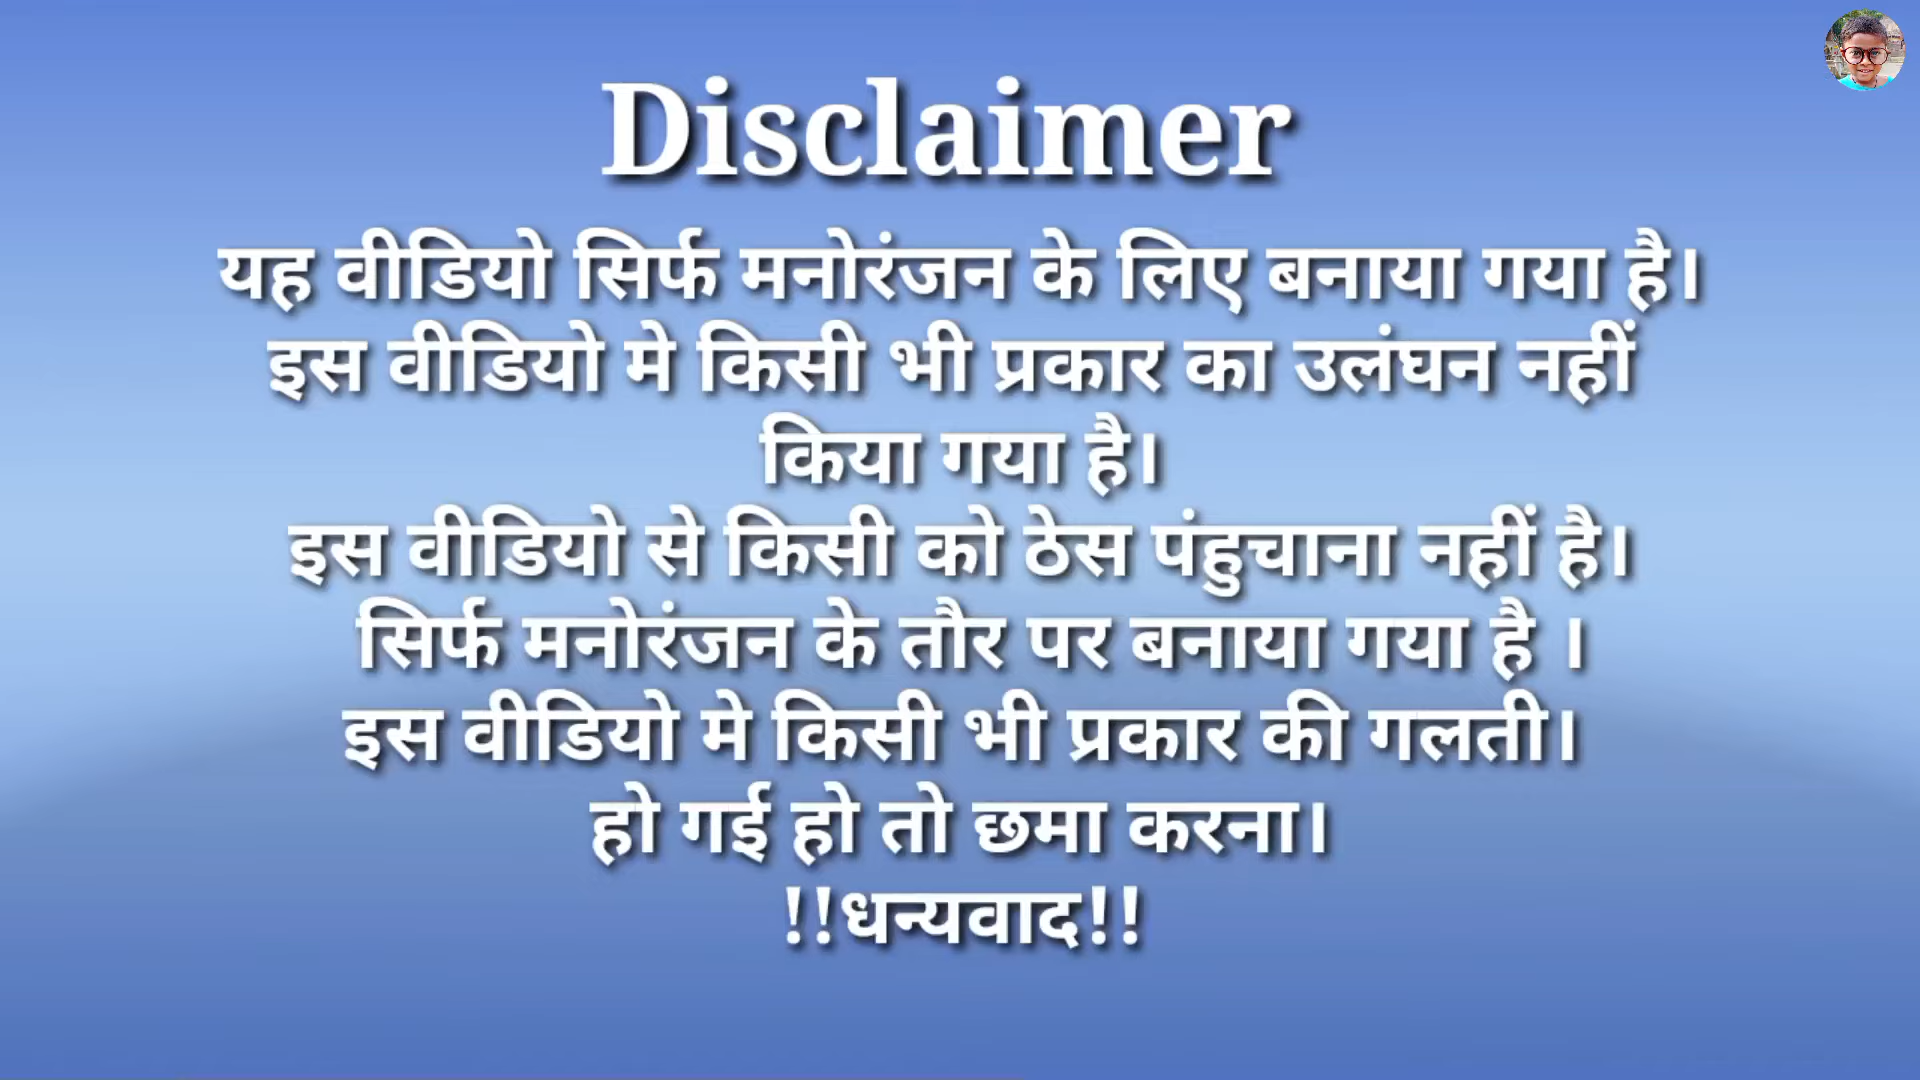 Disclaimer
यह वीडियो सिर्फ मनोरंजन के लिए बनाया गया है।
इस वीडियो मे किसी भी प्रकार का उलंघन नहीं
किया गया है।
इस वीडियो से किसी को ठेस पंहुचाना नहीं है।
सिर्फ मनोरंजन के तौर पर बनाया गया है ।
इस वीडियो मे किसी भी प्रकार की गलती।
हो गई हो तो छमा करना।
!!धन्यवाद!!